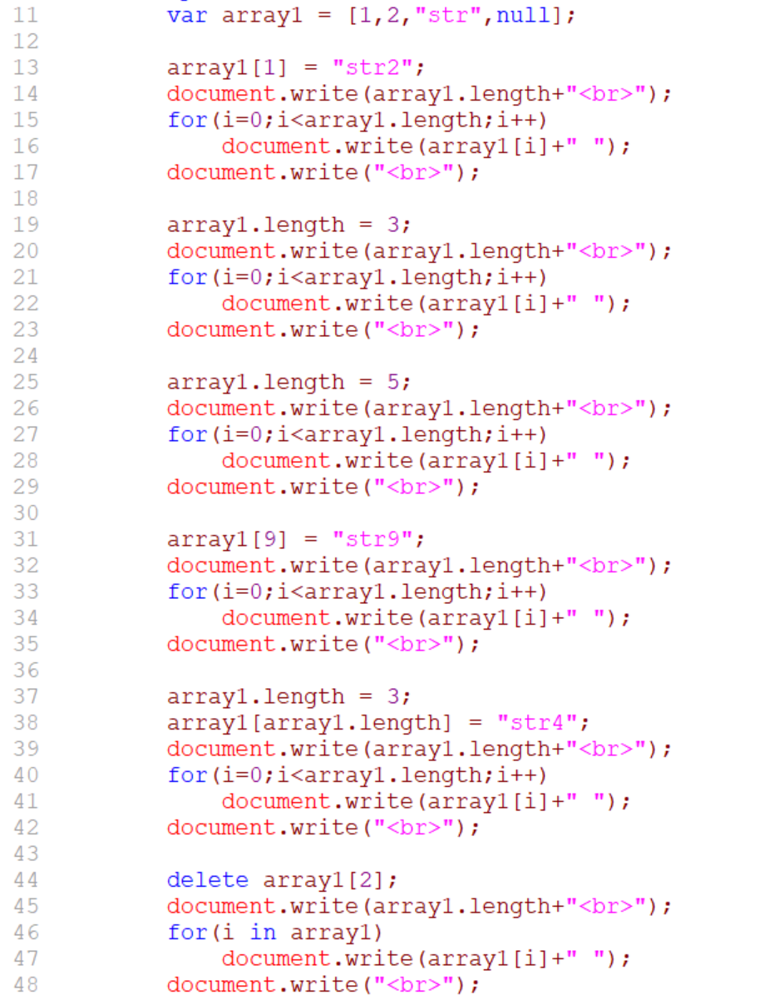 11 var array1 = [1,2,"str",null];
12
13 array1[1] = "str2";
14 document.write(array1.length+"<br>");
15 for(i=0;i<array1.length;i++)
16 document.write(array1[i]+" ");
17 document.write("<br>");
18
19 array1.length = 3;
20 document.write(array1.length+"<br>");
21 for(i=0;i<array1.length;i++)
22 document.write(array1[i]+" ");
23 document.write("<br>");
24
25 array1.length = 5;
26 document.write(array1.length+"<br>");
27 for(i=0;i<array1.length;i++)
28 document.write(array1[i]+" ");
29 document.write("<br>");
30
31 array1[9] = "str9";
32 document.write(array1.length+"<br>");
33 for(i=0;i<array1.length;i++)
34 document.write(array1[i]+" ");
35 document.write("<br>");
36
37 array1.length = 3;
38 array1[array1.length] = "str4";
39 document.write(array1.length+"<br>");
40 for(i=0;i<array1.length;i++)
41 document.write(array1[i]+" ");
42 document.write("<br>");
43
44 delete array1[2];
45 document.write(array1.length+"<br>");
46 for(i in array1)
47 document.write(array1[i]+" ");
48 document.write("<br>");